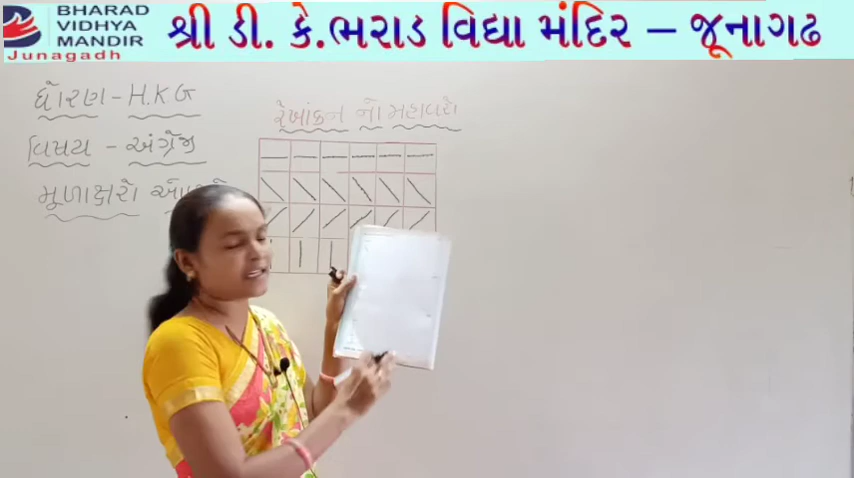 BHARAD
VIDHYA
MANDIR
Junagadh
શ્રી ડી. કે.ભરાડ વિદ્યા મંદિર – જૂનાગઢ
ધોરણ - H.K G
વિષય - અંગ્રેજી
મૂળાક્ષરો
રેખાંકન નો મહાવરો